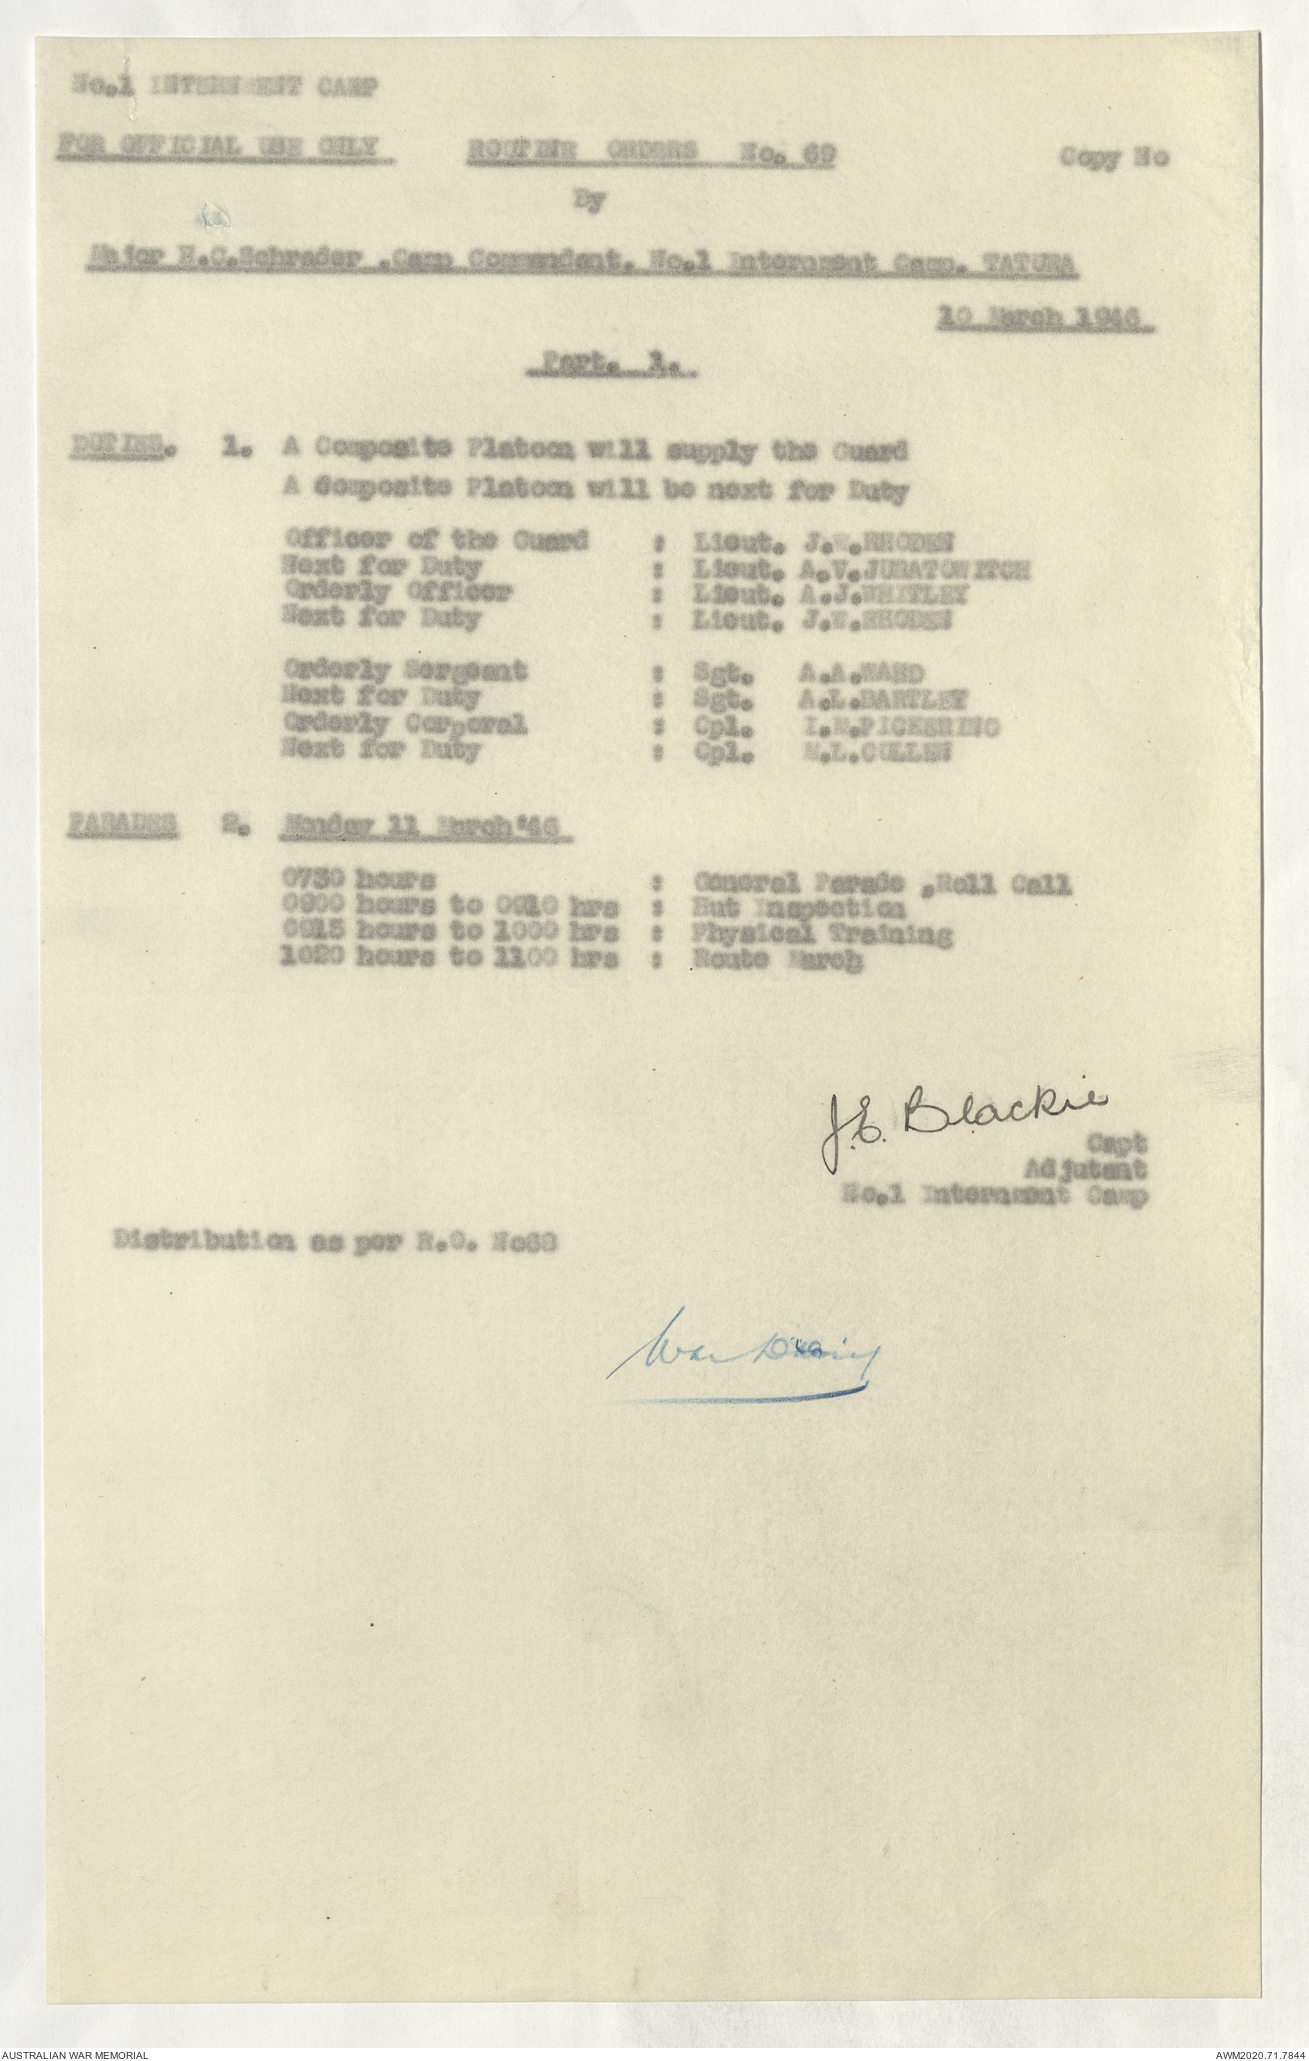 No.1 INTERNMENT CAMP
FOR OFFICIAL USE ONLY ROUTINE ORDERS No. 69 Copy No
By
Major H.C.Schrader .Camp Commandant. No.1 Internment Camp. TATURA
10 March 1946.
Part. 1.
DUTIES. 1. A Composite Platoon will supply the Guard
A Composite Platoon will be next for Duty
Officer of the Guard : Lieut. J.W.RHODEN
Next for Duty : Lieut. A.V.JURATOWITCH
Orderly Officer : Lieut. A.J.WHITLEY
Next for Duty : Lieut. J.W.RHODEN
Orderly Sergeant : Sgt. A.A.WARD
Next for Duty : Sgt. A.L.BARTLEY
Orderly Corporal : Cpl. PICKERING
Next for Duty : Cpl. CULLEN
PARADES 2. Monday 11 March'46
0730 hours : General Parade ,Roll Call
0900 hours to 0910 hrs : Hut Inspection
0915 hours to 1000 hrs : Physical Training
1020 hours to 1100 hrs : Route March
J.E. Blackie
Capt
Adjutant
No.1 Internment Camp
Distribution as per R.O. No68
War Diary
AUSTRALIAN WAR MEMORIAL AWM2020.71.7844